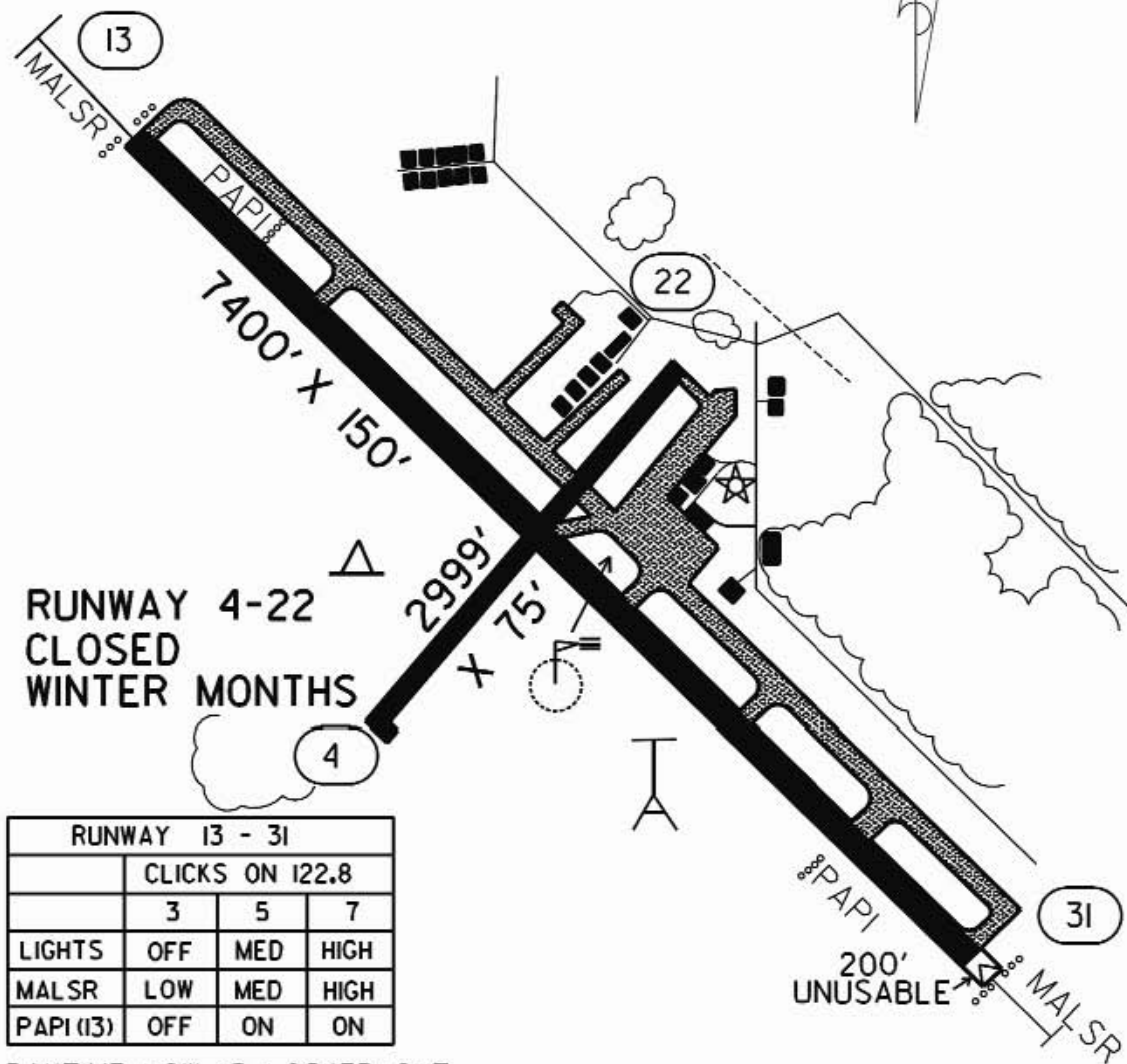 13
MALSR
PAPI
22
7400' X 150'
2999'
X 75'
RUNWAY 4-22
CLOSED
WINTER MONTHS
4
PAPI
31
200'
UNUSABLE
MALSR
RUNWAY 13 - 31
CLICKS ON 122.8
3 5 7
LIGHTS OFF MED HIGH
MALSR LOW MED HIGH
PAPI (13) OFF ON ON